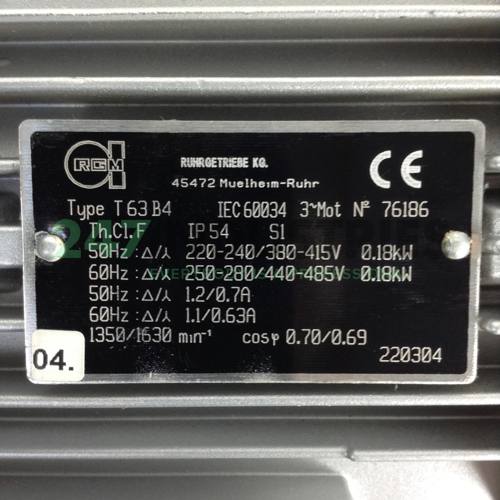 RGM
RUHRGETRIEBE KG.
45472 Muelheim-Ruhr
CE
Type T 63 B4 IEC 60034 3~Mot Nº 76186
Th.Cl.F IP 54 S1
50Hz : Δ/⅄ 220-240/380-415V 0.18kW
60Hz : Δ/⅄ 250-280/440-485V 0.18kW
50Hz : Δ/⅄ 1.2/0.7A
60Hz : Δ/⅄ 1.1/0.63A
1350/1630 min⁻¹ cosφ 0.70/0.69
04.
220304